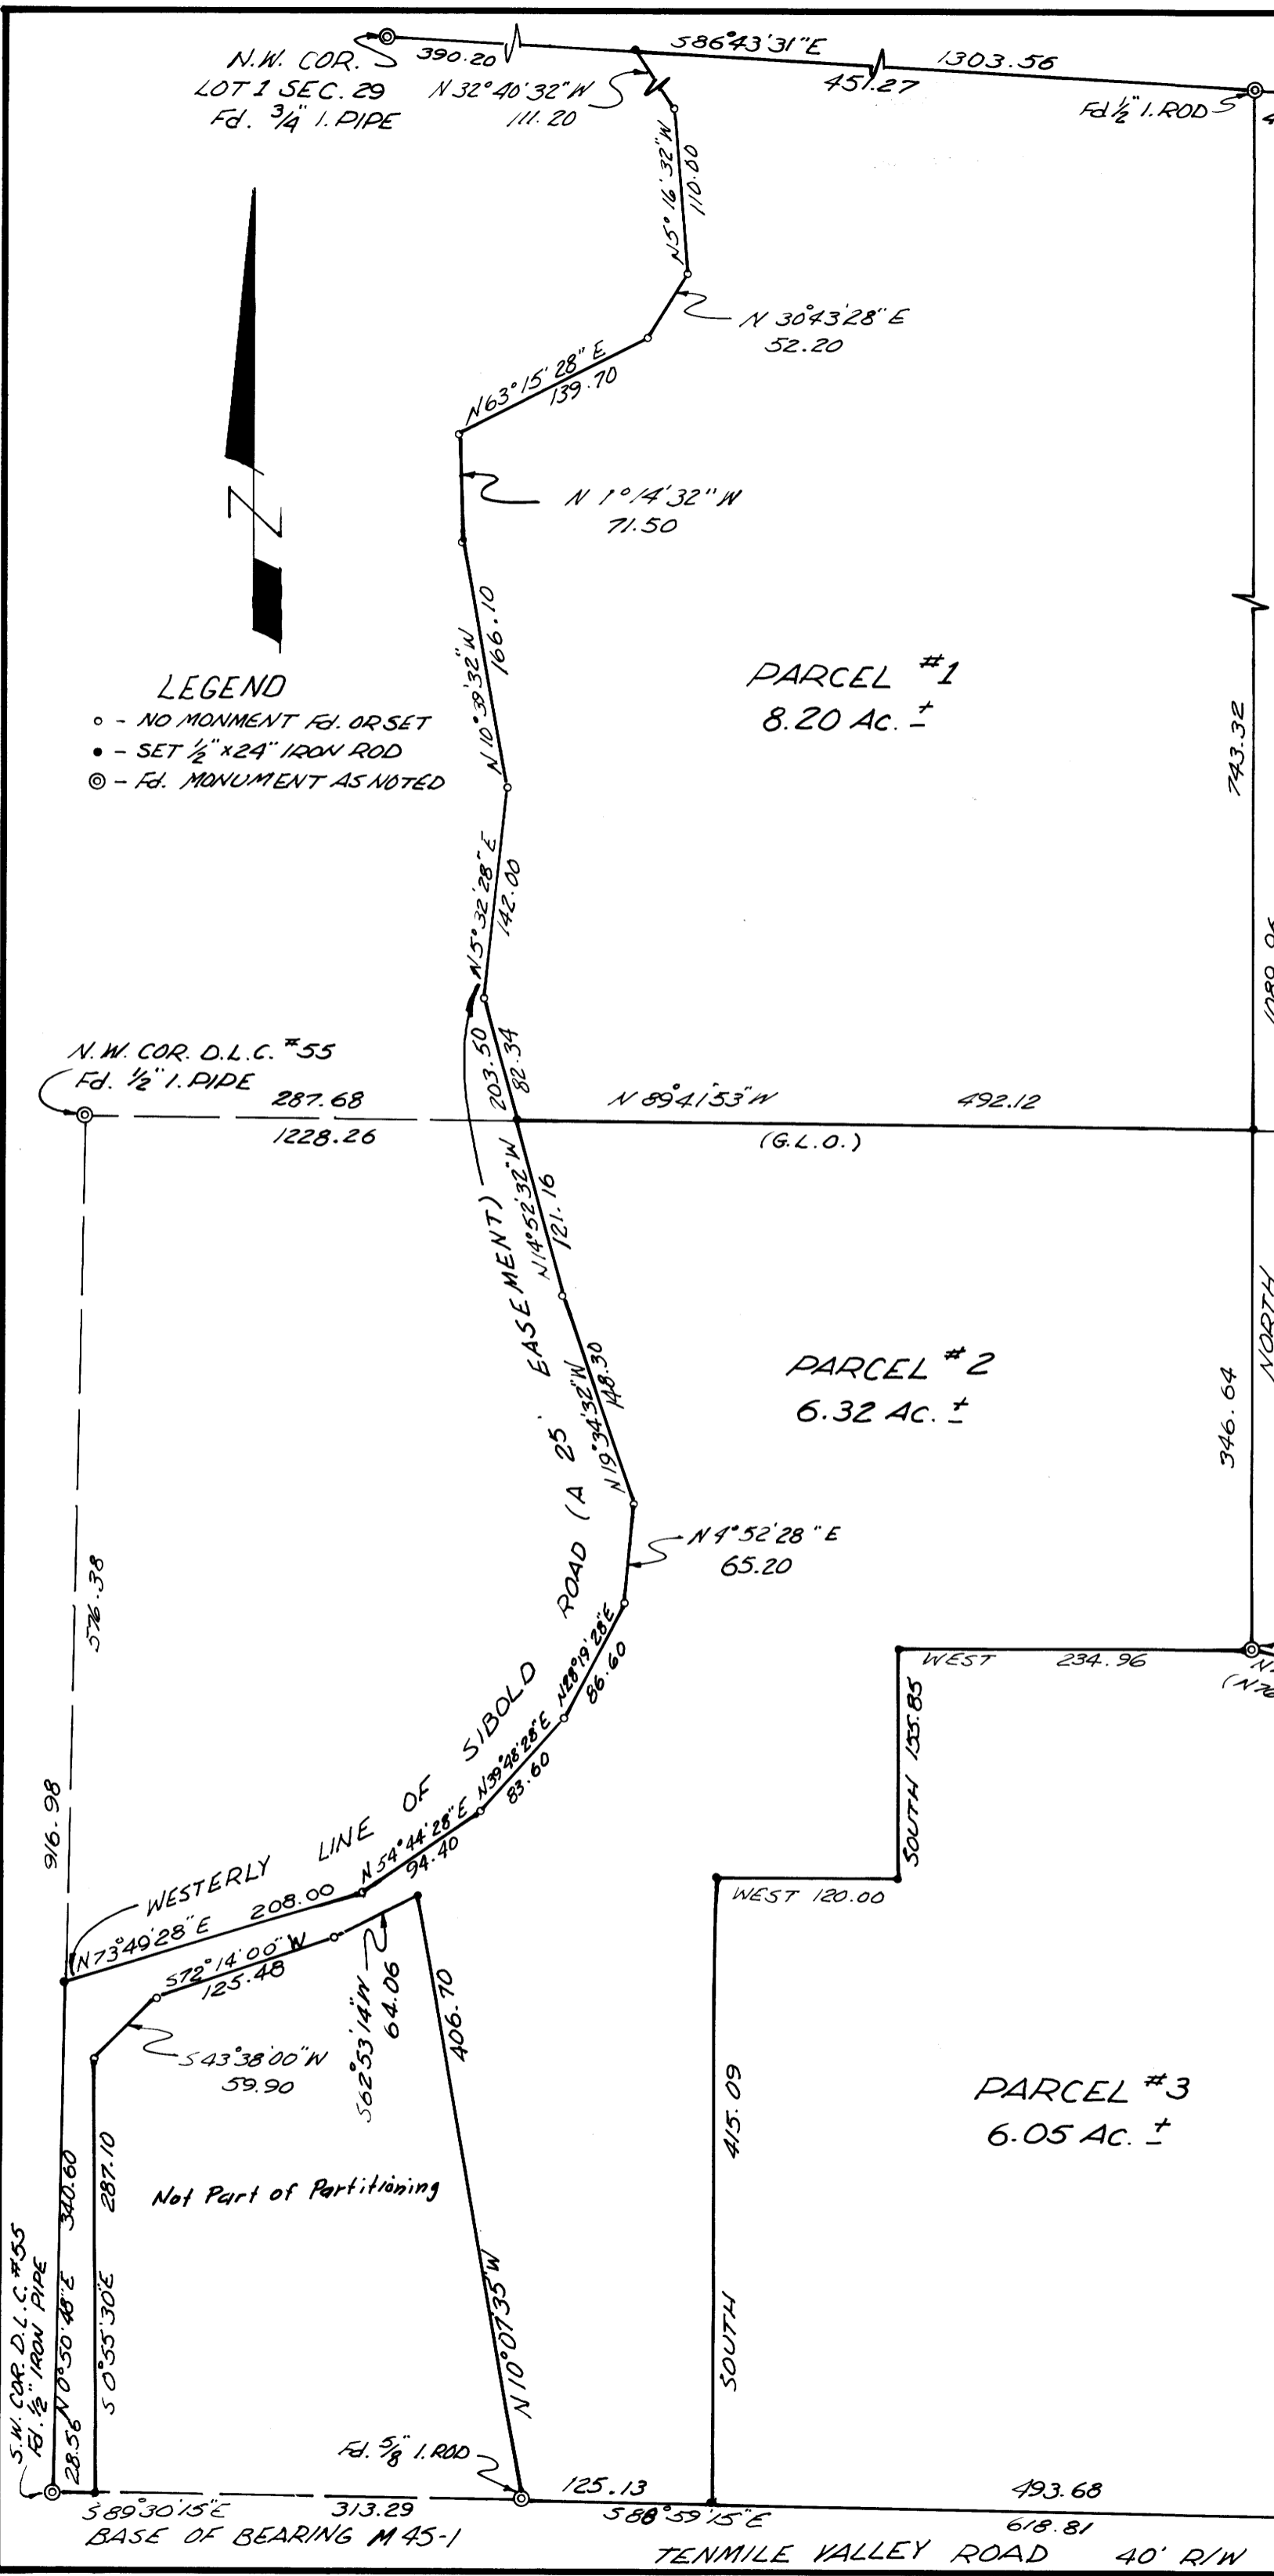 N.W. COR.
LOT 1 SEC. 29
Fd. 3/4" I. PIPE
390.20
S86°43'31"E
1303.56
451.27
Fd 1/2" I. ROD
N 32°40'32"W
111.20
N5°16'32"W
110.00
N 30°43'28"E
52.20
N63°15'28"E
139.70
N 1°14'32"W
71.50
N10°39'32"W
166.10
N
LEGEND
○ - NO MONMENT Fd. OR SET
● - SET 1/2"x24" IRON ROD
◎ - Fd. MONUMENT AS NOTED
PARCEL #1
8.20 AC. ±
743.32
N5°32'28"E
142.00
N.W. COR. D.L.C. #55
Fd. 1/2" I. PIPE
287.68
1228.26
203.50
82.34
N 89°41'53"W
492.12
(G.L.O.)
N14°52'32"W
121.16
NORTH
346.64
PARCEL #2
6.32 AC. ±
N19°34'32"W
148.30
N 4°52'28"E
65.20
576.38
916.98
WESTERLY LINE OF SIBOLD ROAD (A 25' EASEMENT)
N28°19'28"E
86.60
N39°48'28"E
83.60
N 54°44'28"E
94.40
WEST 234.96
SOUTH 155.85
WEST 120.00
N73°49'28"E 208.00
S72°14'00"W
125.48
S62°53'14"W
64.06
S43°38'00"W
59.90
406.70
N10°07'35"W
415.09
SOUTH
PARCEL #3
6.05 AC. ±
Not Part of Partitioning
S.W. COR. D.L.C. #55
Fd. 1/2" IRON PIPE
N0°50'48"E 340.60
S 0°55'30"E 287.10
28.56
Fd. 5/8" I. ROD
125.13
493.68
S89°30'15"E
313.29
S88°59'15"E
618.81
BASE OF BEARING M 45-1
TENMILE VALLEY ROAD 40' R/W